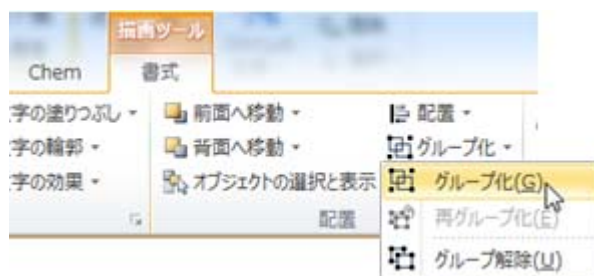 描画ツール
Chem 書式
字の塗りつぶし 前面へ移動 配置
字の輪郭 背面へ移動 グループ化
字の効果 オブジェクトの選択と表示 グループ化(G)
配置 再グループ化(E)
グループ解除(U)